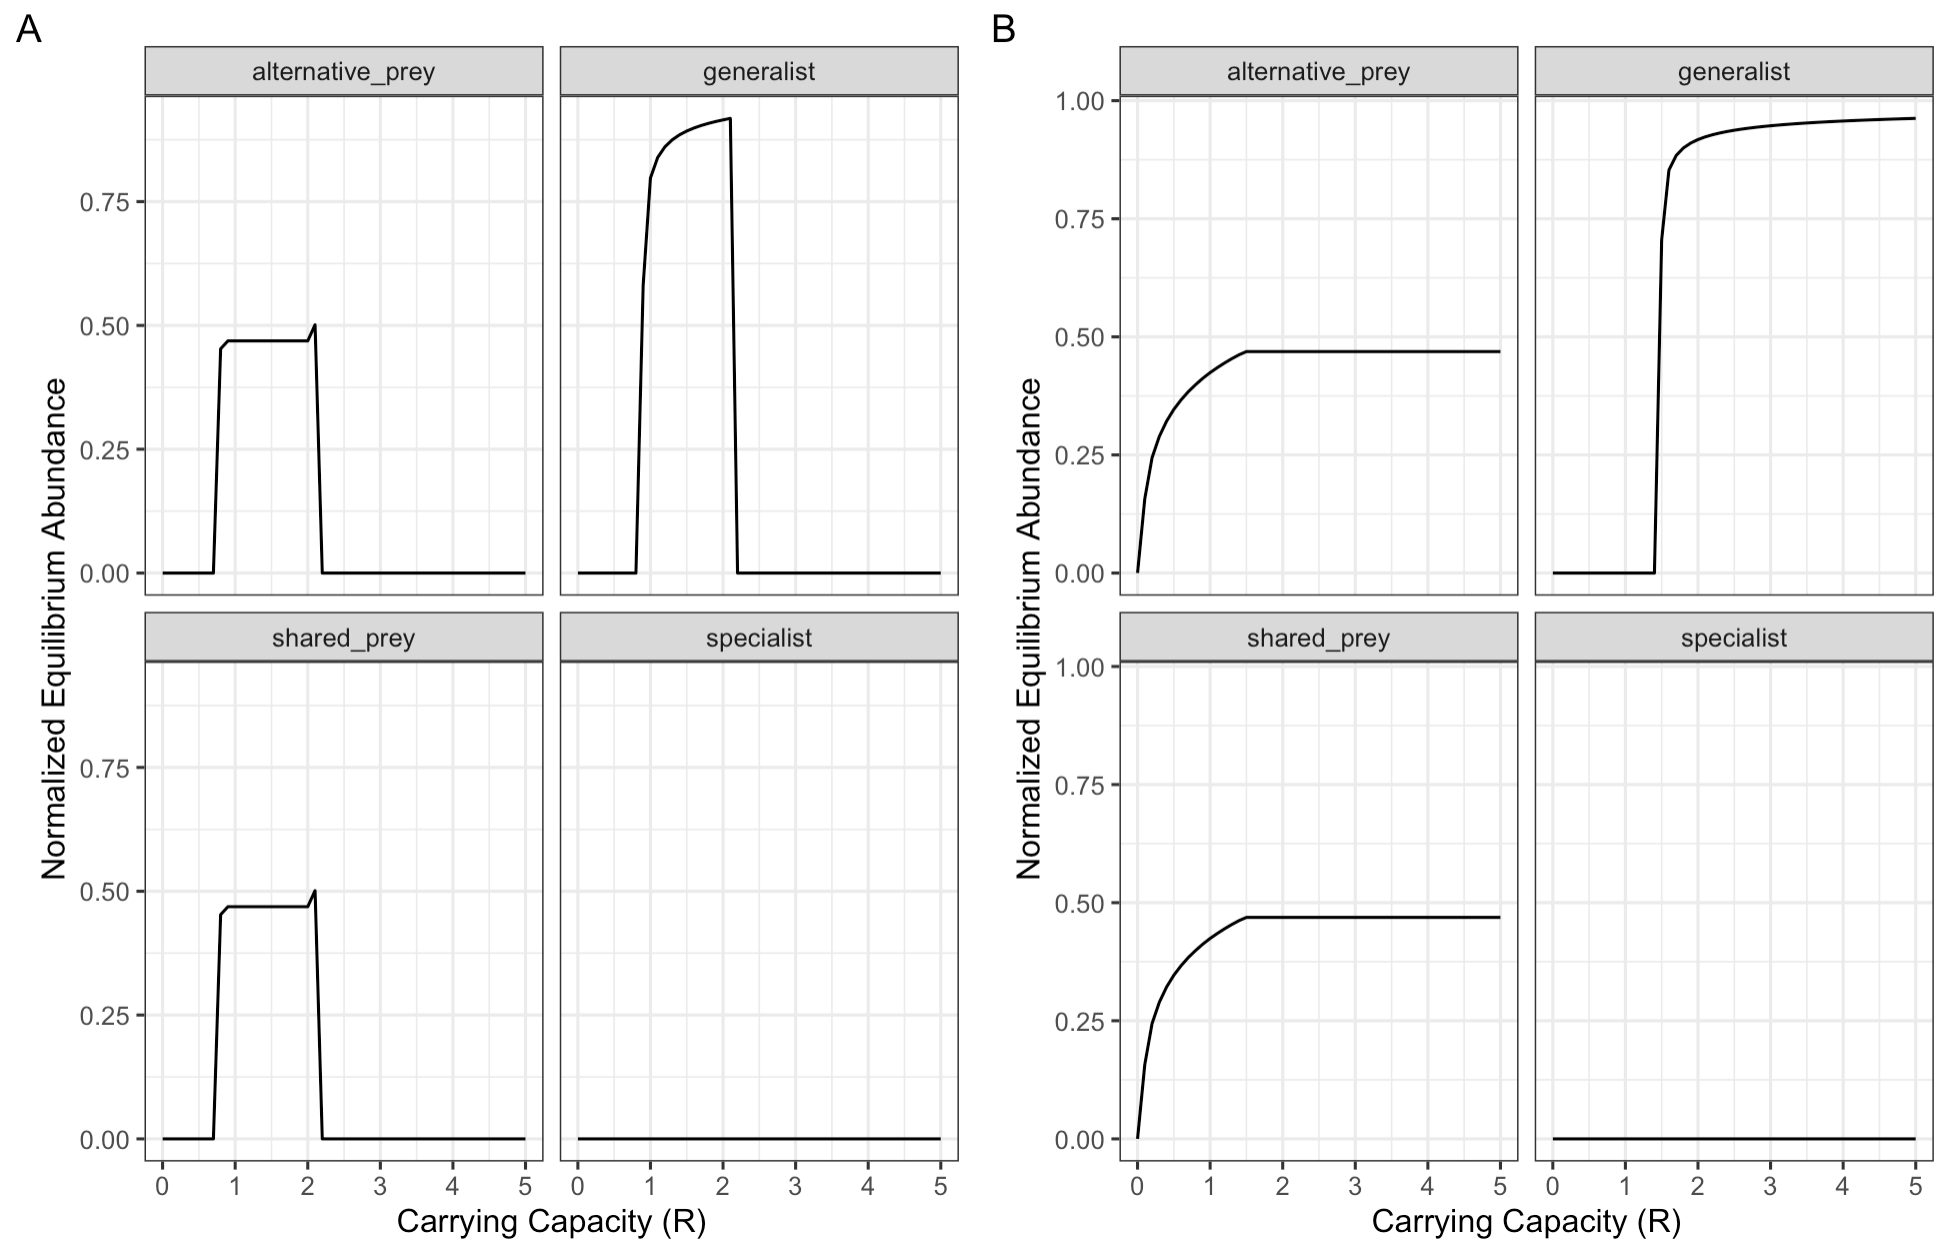 A
alternative_prey
generalist
Normalized Equilibrium Abundance
0.75
0.50
0.25
0.00
shared_prey
specialist
0.75
0.50
0.25
0.00
0 1 2 3 4 5
0 1 2 3 4 5
Carrying Capacity (R)
B
alternative_prey
generalist
Normalized Equilibrium Abundance
1.00
0.75
0.50
0.25
0.00
shared_prey
specialist
1.00
0.75
0.50
0.25
0.00
0 1 2 3 4 5
0 1 2 3 4 5
Carrying Capacity (R)